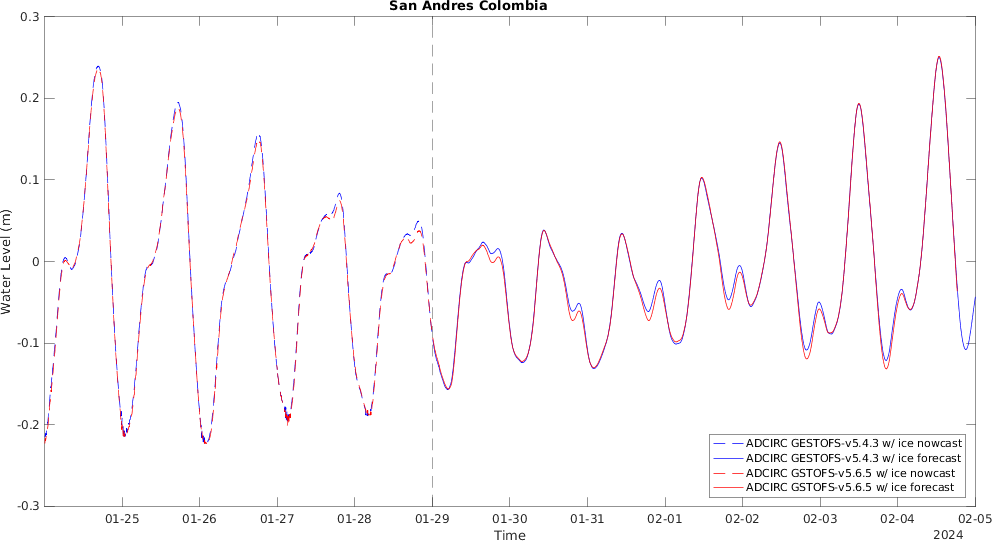 San Andres Colombia
0.3
0.2
0.1
0
-0.1
-0.2
-0.3
Water Level (m)
ADCIRC GESTOFS-v5.4.3 w/ ice nowcast
ADCIRC GESTOFS-v5.4.3 w/ ice forecast
ADCIRC GSTOFS-v5.6.5 w/ ice nowcast
ADCIRC GSTOFS-v5.6.5 w/ ice forecast
01-25 01-26 01-27 01-28 01-29 01-30 01-31 02-01 02-02 02-03 02-04 02-05
Time
2024